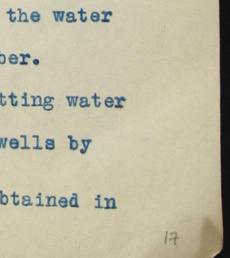 the water
ber.
tting water
wells by
btained in
17